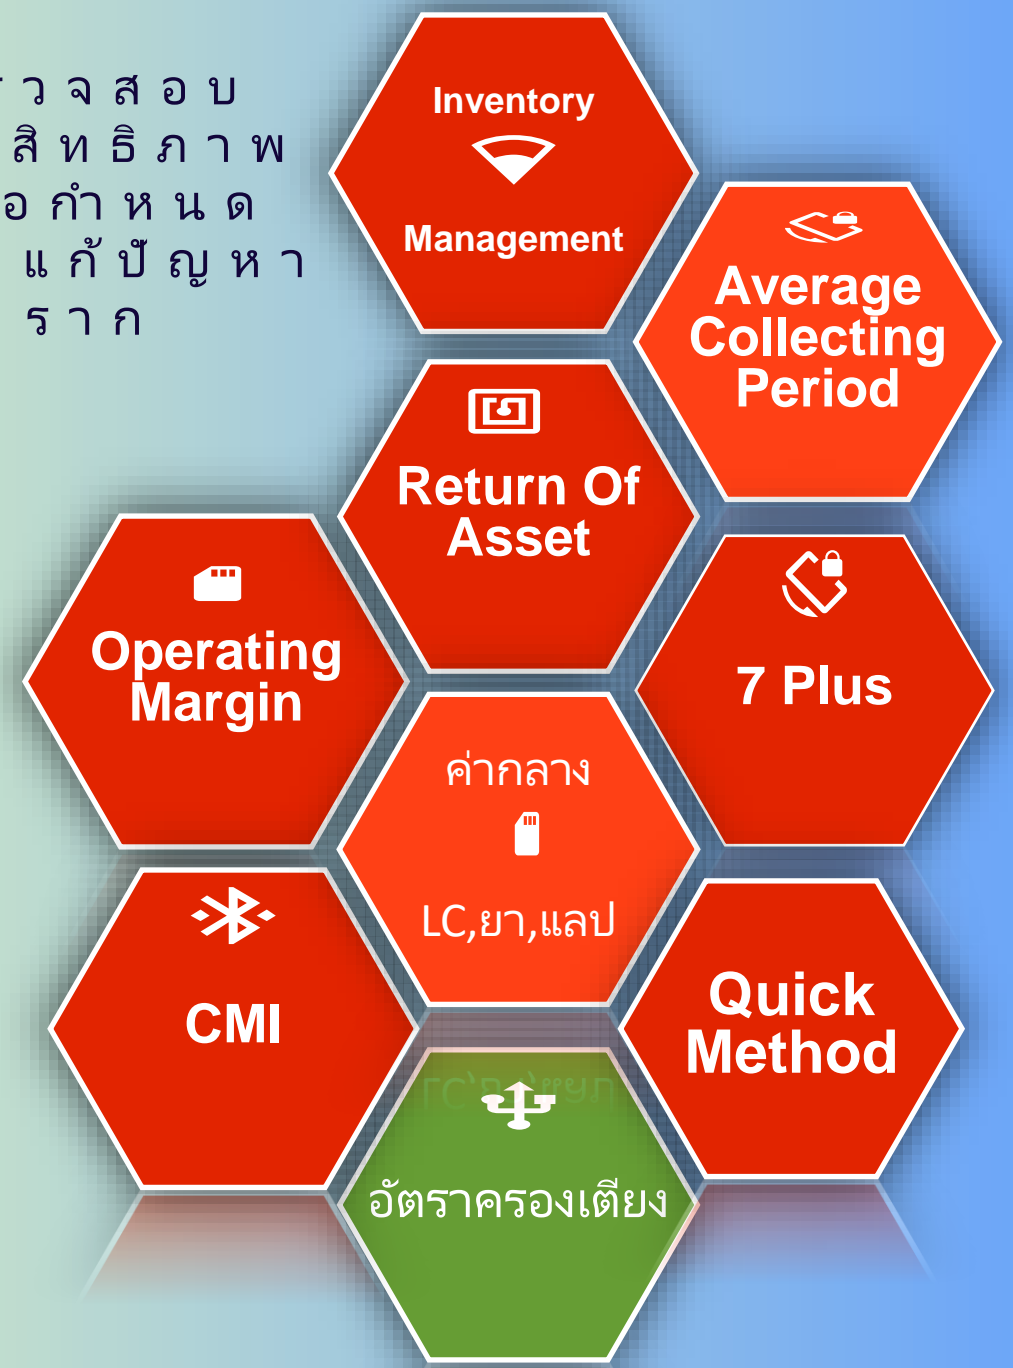 วจสอบ
สิทธิภาพ
อกำหนด
แก้ปัญหา
ราก
Inventory
Management
Average
Collecting
Period
Return Of
Asset
Operating
Margin
7 Plus
ค่ากลาง
LC,ยา,แลป
CMI
Quick
Method
อัตราครองเตียง